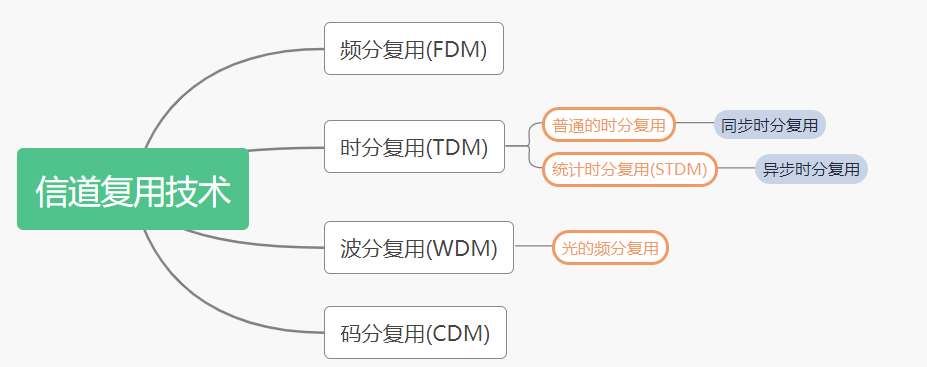 信道复用技术
频分复用(FDM)
时分复用(TDM)
普通的时分复用
同步时分复用
统计时分复用(STDM)
异步时分复用
波分复用(WDM)
光的频分复用
码分复用(CDM)